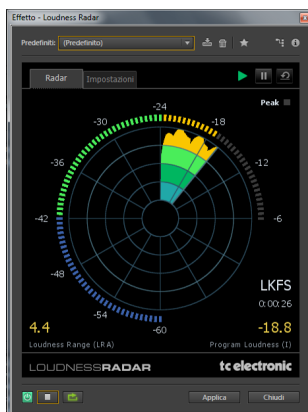 Effetto - Loudness Radar
Predefiniti: (Predefinito)
Radar
Impostazioni
Peak
-24
-30
-18
-36
-12
-42
-6
-48
-54
-60
LKFS
0:00:26
4.4
-18.8
Loudness Range (LRA)
Program Loudness (I)
LOUDNESSRADAR
tc electronic
Applica
Chiudi